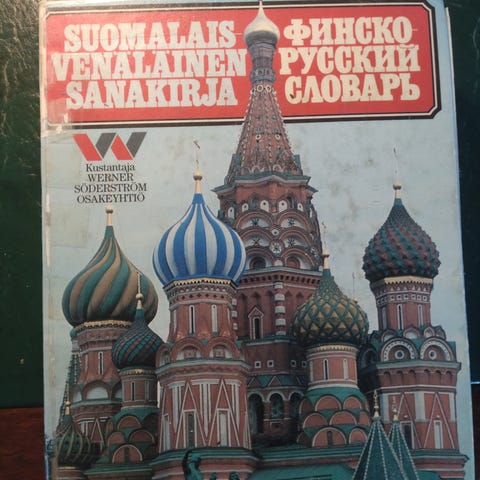 SUOMALAIS-
VENÄLÄINEN
SANAKIRJA
ФИНСКО-
РУССКИЙ
СЛОВАРЬ
Kustantaja
WERNER
SÖDERSTRÖM
OSAKEYHTIÖ